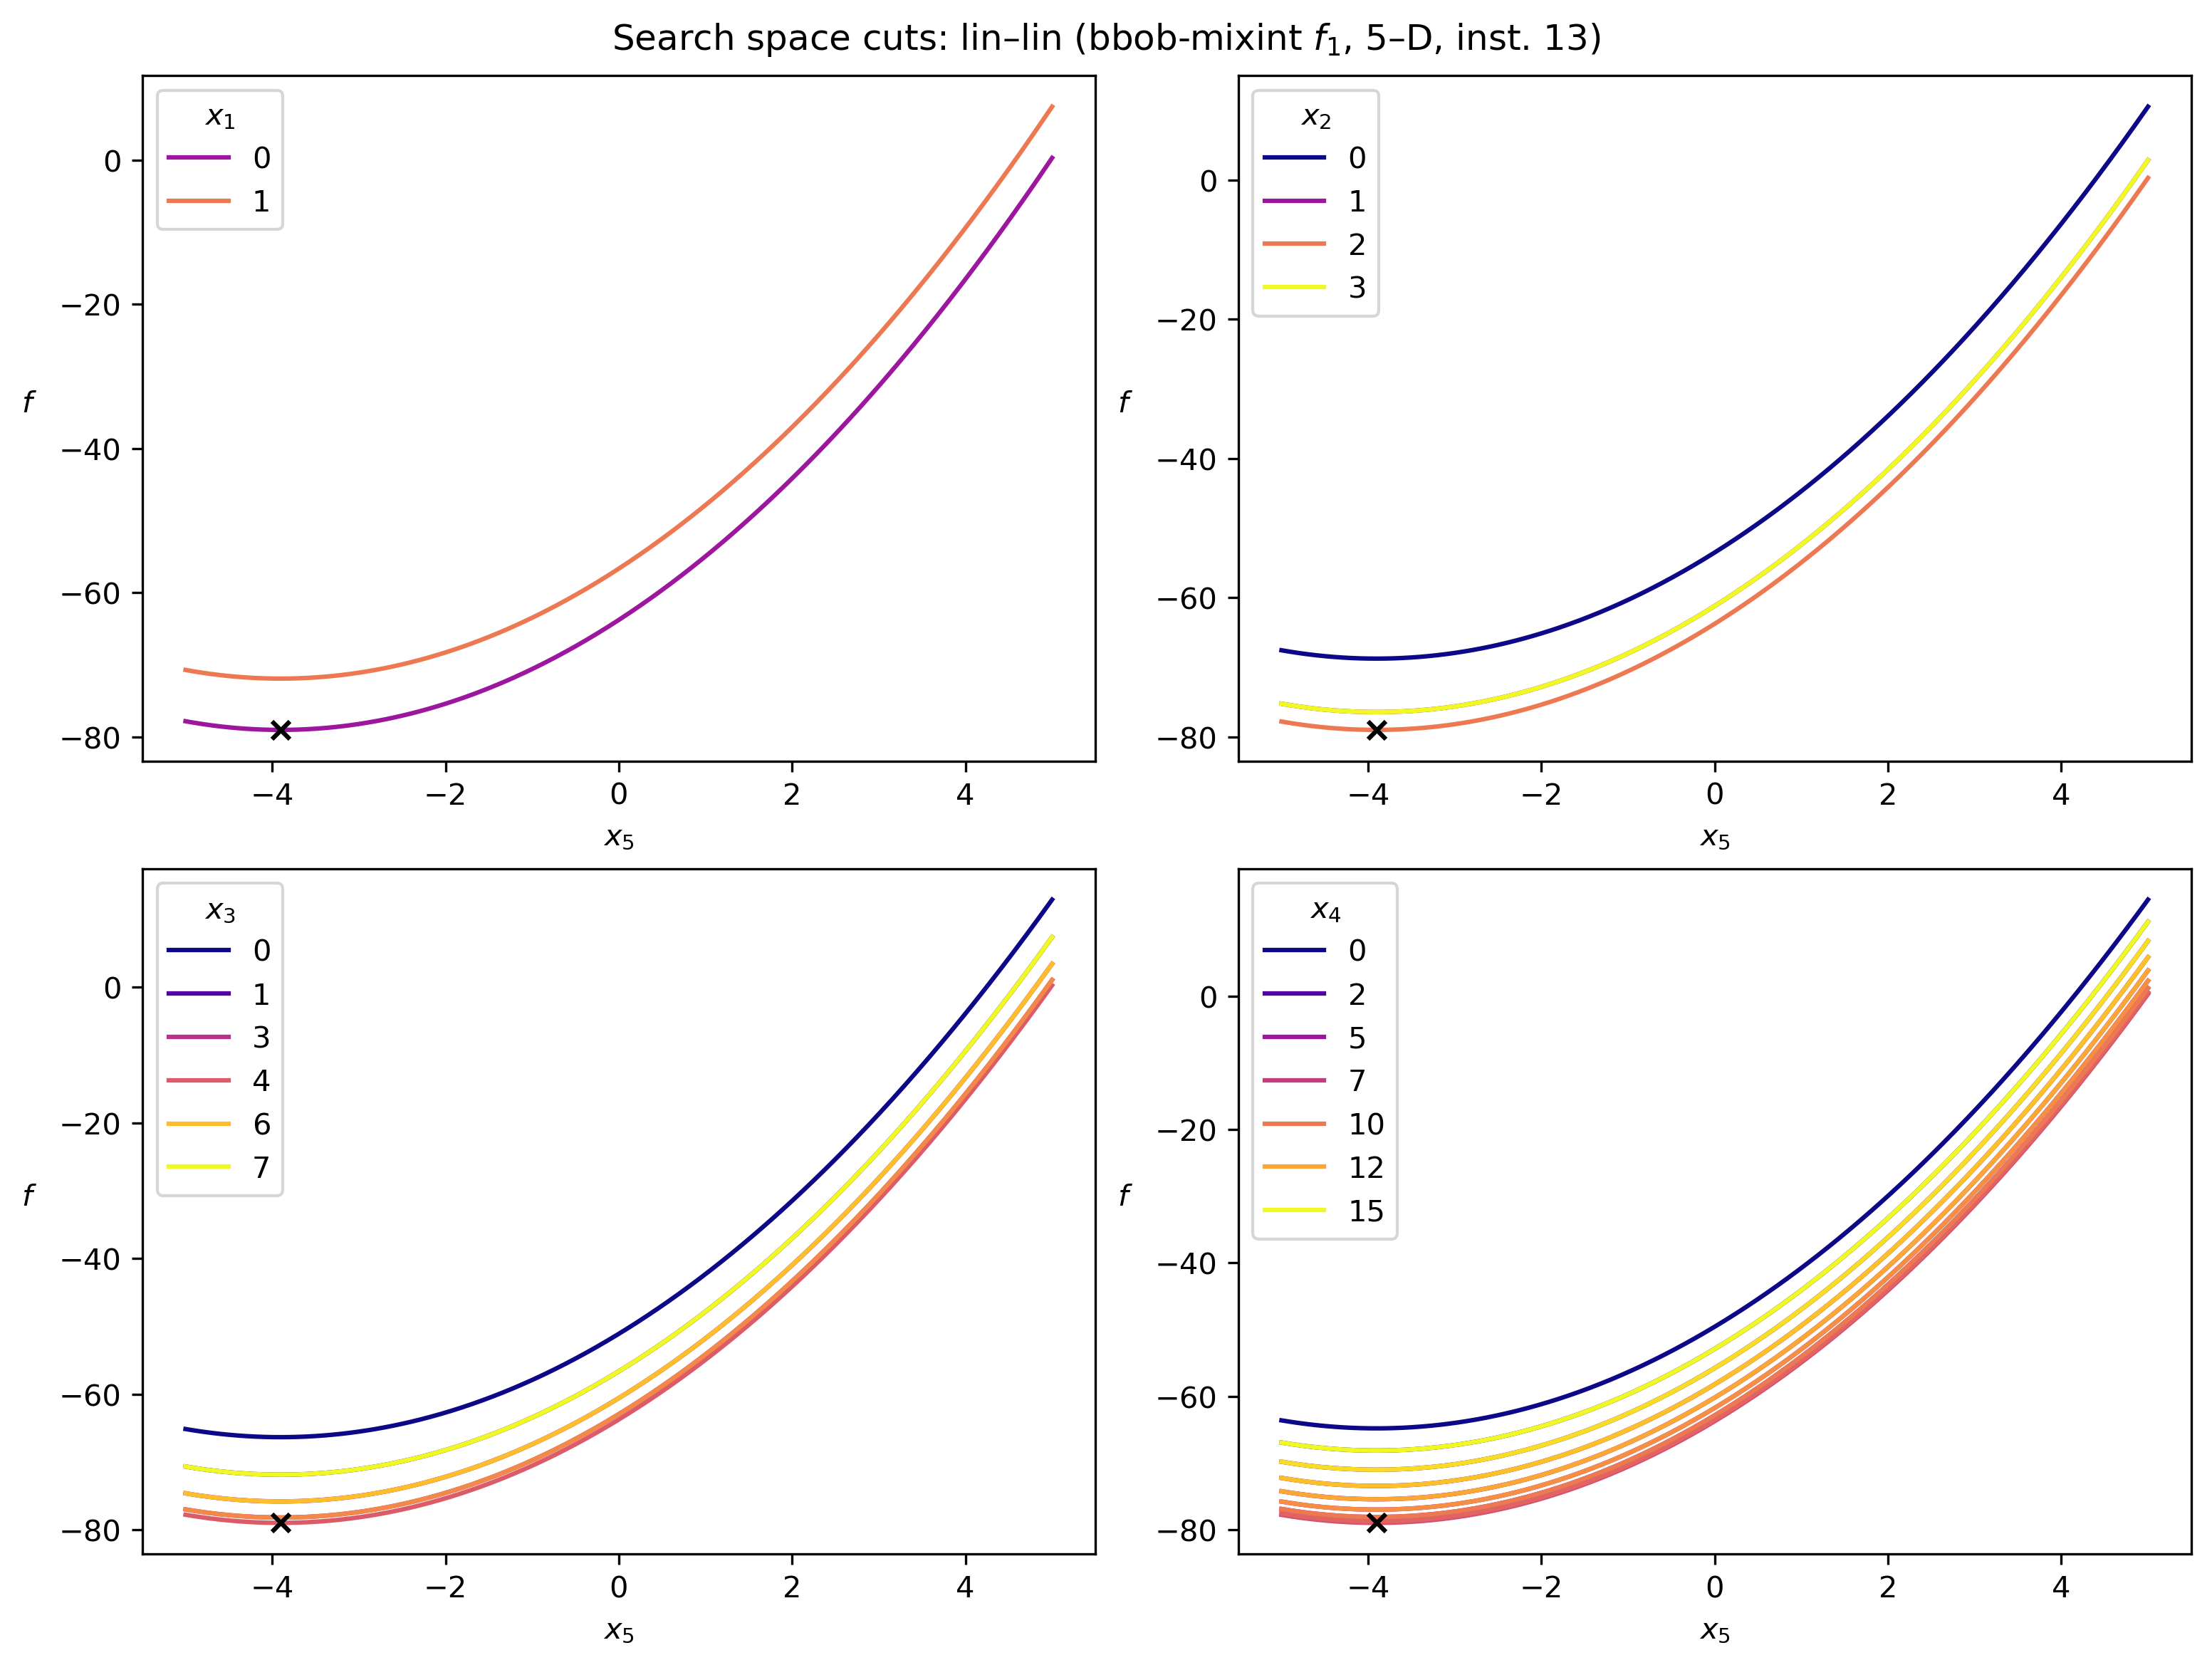 Search space cuts: lin–lin (bbob-mixint f₁, 5–D, inst. 13)
x₁
0
1
0
−20
−40
−60
−80
f
−4 −2 0 2 4
x₅
x₂
0
1
2
3
0
−20
−40
−60
−80
f
−4 −2 0 2 4
x₅
x₃
0
1
3
4
6
7
0
−20
−40
−60
−80
f
−4 −2 0 2 4
x₅
x₄
0
2
5
7
10
12
15
0
−20
−40
−60
−80
f
−4 −2 0 2 4
x₅